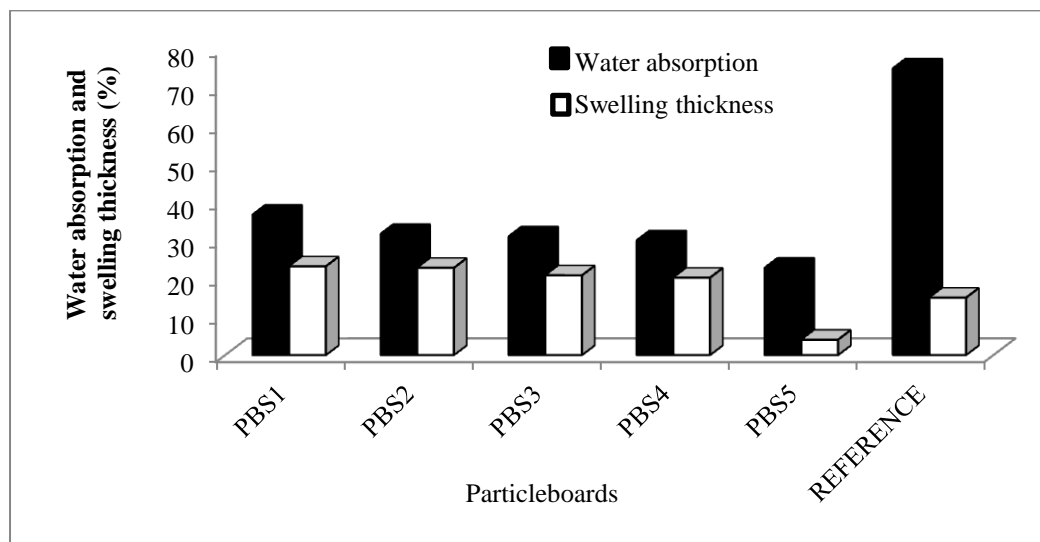 Water absorption and
swelling thickness (%)
80
70
60
50
40
30
20
10
0
Water absorption
Swelling thickness
PBS1
PBS2
PBS3
PBS4
PBS5
REFERENCE
Particleboards